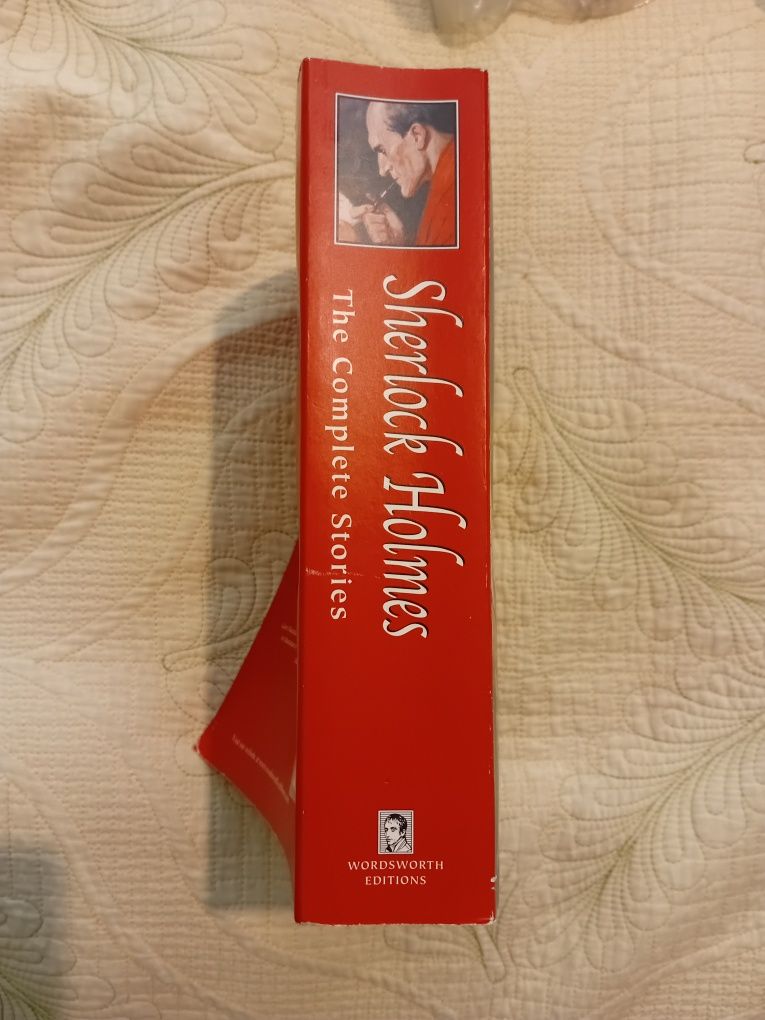 Sherlock Holmes
The Complete Stories
WORDSWORTH
EDITIONS